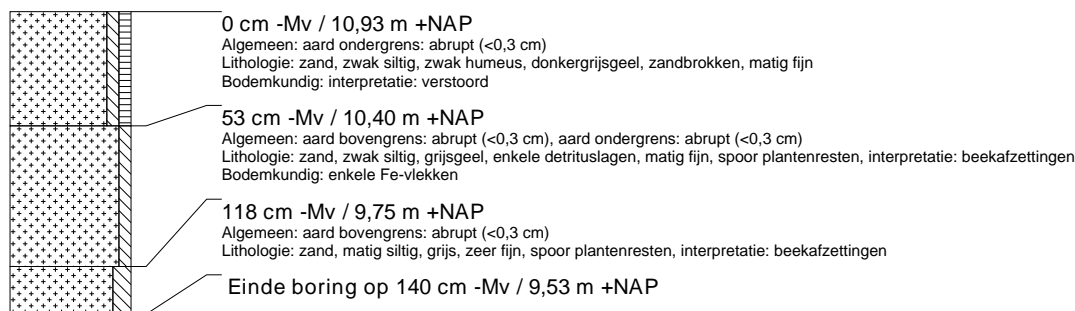 0 cm -Mv / 10,93 m +NAP
Algemeen: aard ondergrens: abrupt (<0,3 cm)
Lithologie: zand, zwak siltig, zwak humeus, donkergrijsgeel, zandbrokken, matig fijn
Bodemkundig: interpretatie: verstoord
53 cm -Mv / 10,40 m +NAP
Algemeen: aard bovengrens: abrupt (<0,3 cm), aard ondergrens: abrupt (<0,3 cm)
Lithologie: zand, zwak siltig, grijsgeel, enkele detrituslagen, matig fijn, spoor plantenresten, interpretatie: beekafzettingen
Bodemkundig: enkele Fe-vlekken
118 cm -Mv / 9,75 m +NAP
Algemeen: aard bovengrens: abrupt (<0,3 cm)
Lithologie: zand, matig siltig, grijs, zeer fijn, spoor plantenresten, interpretatie: beekafzettingen
Einde boring op 140 cm -Mv / 9,53 m +NAP